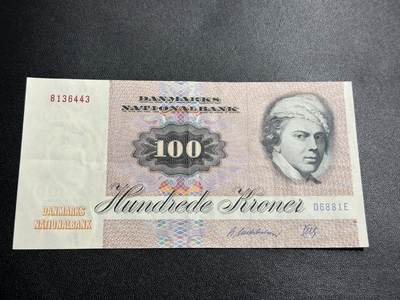 8136443
DANMARKS
NATIONALBANK
100
Hundrede Kroner
D6881E
DANMARKS
NATIONALBANK